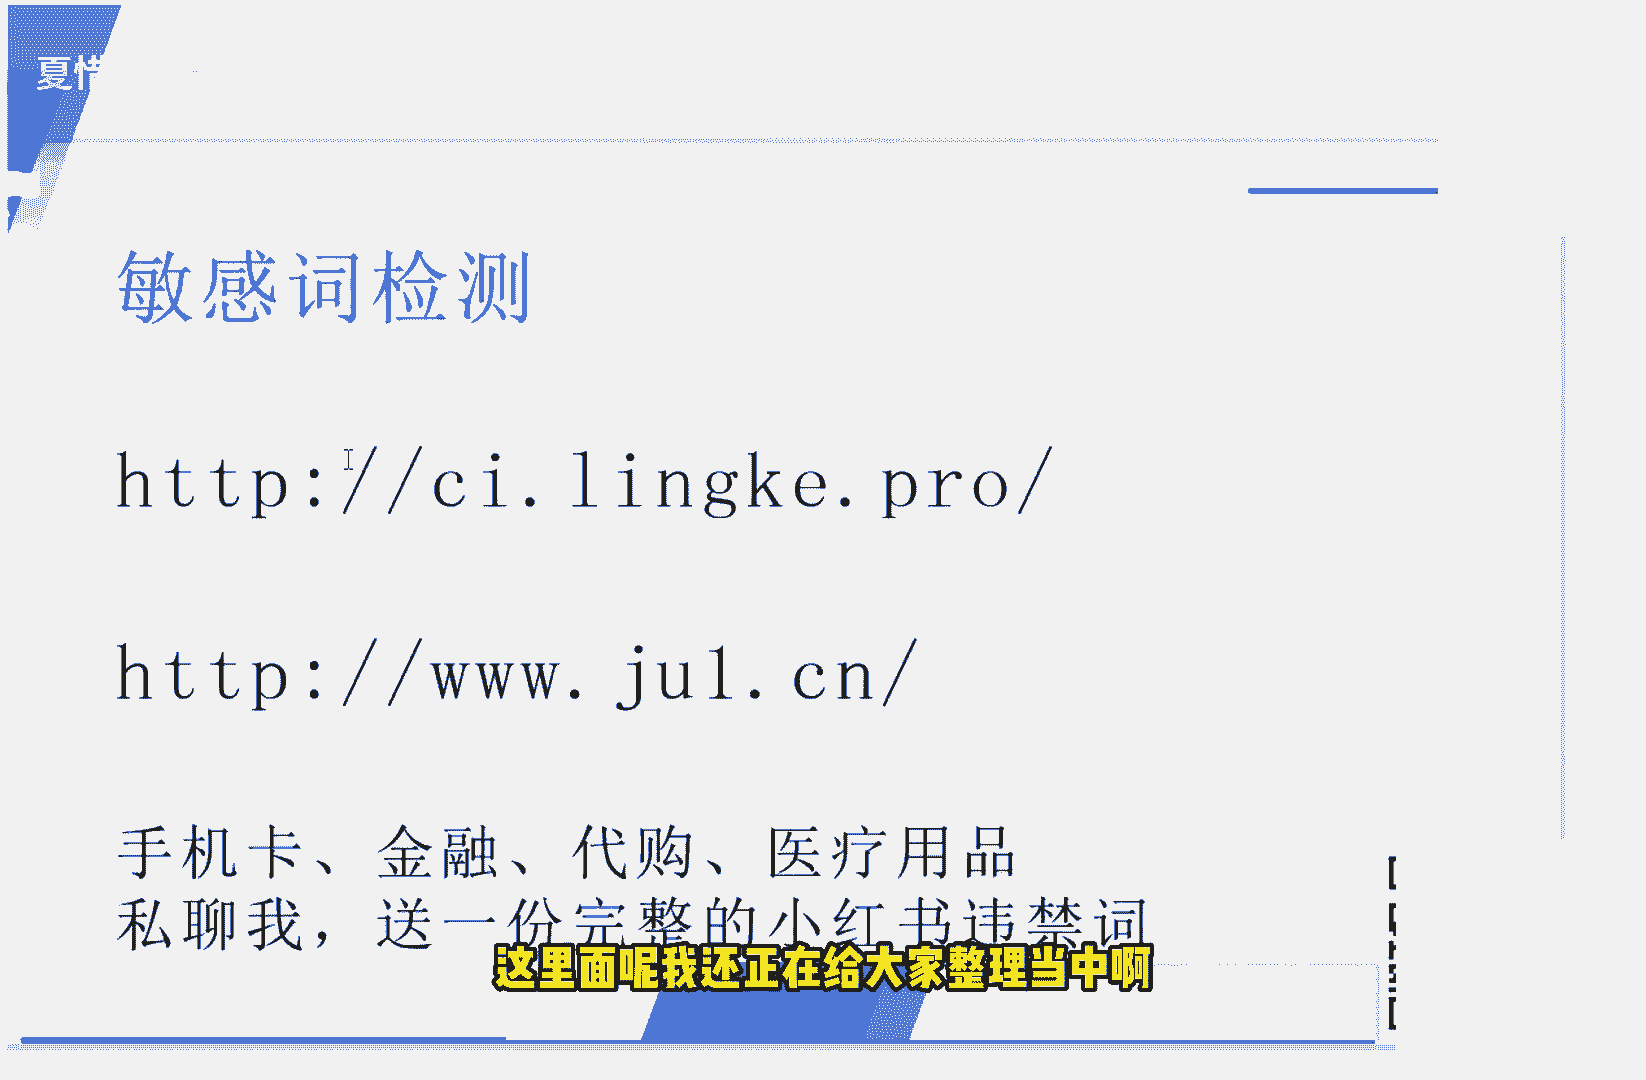 夏惜
敏感词检测
http://ci.lingke.pro/
http://www.ju1.cn/
手机卡、金融、代购、医疗用品
私聊我，送一份完整的小红书违禁词
这里面呢我还正在给大家整理当中啊